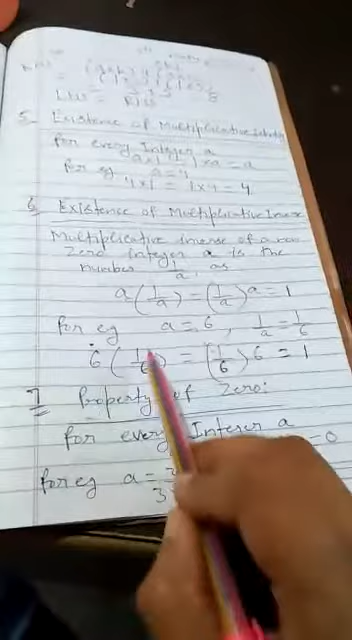 LHS = RHS
5. Existence of Multiplicative Identity
for every Integer a
a×1 = 1×a = a
for eg a=4
4×1 = 1×4 = 4
6 Existence of Multiplicative Inverse
Multiplicative inverse of a non
zero integer a is the
number 1/a, as
a(1/a) = (1/a)a = 1
for eg a = 6, 1/a = 1/6
6(1/6) = (1/6)6 = 1
7 Property of Zero:
for every Integer a
=0
for eg a =